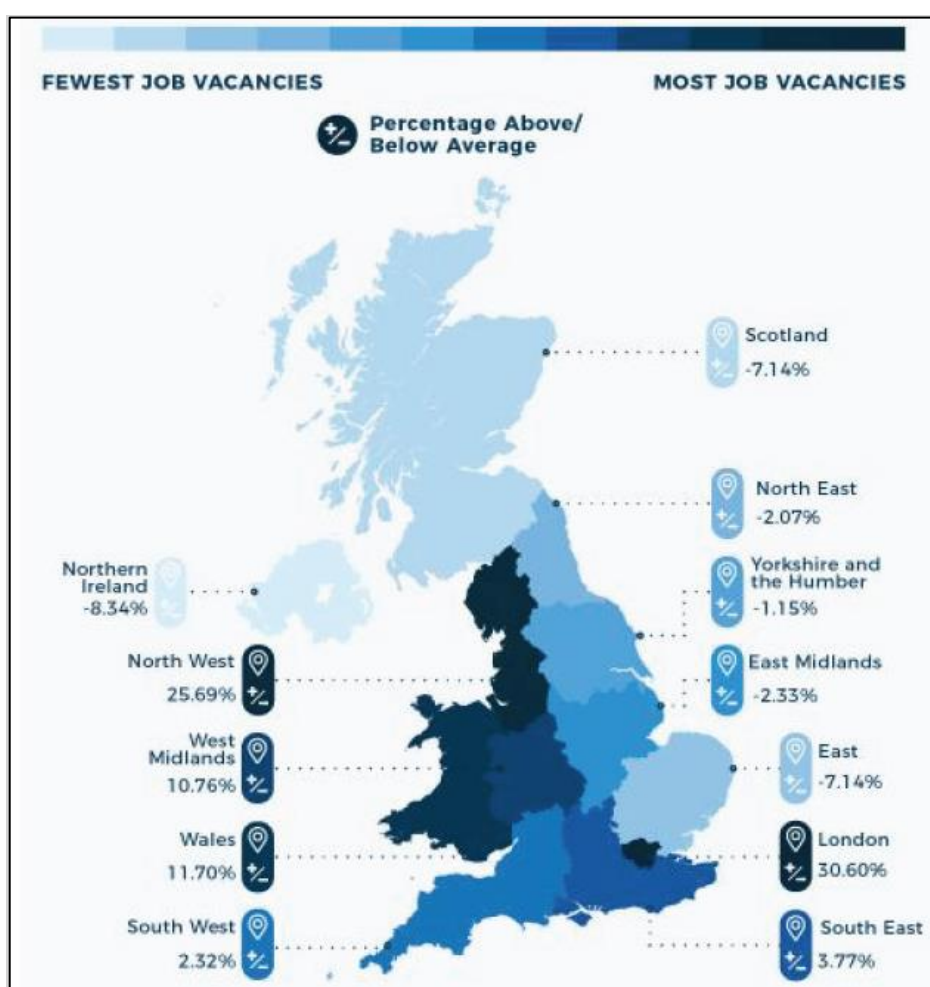 FEWEST JOB VACANCIES
MOST JOB VACANCIES
+/- Percentage Above/
Below Average
Scotland
+/- -7.14%
North East
+/- -2.07%
Yorkshire and
the Humber
+/- -1.15%
East Midlands
+/- -2.33%
East
+/- -7.14%
London
+/- 30.60%
South East
+/- 3.77%
Northern
Ireland
-8.34% +/-
North West
25.69% +/-
West
Midlands
10.76% +/-
Wales
11.70% +/-
South West
2.32% +/-